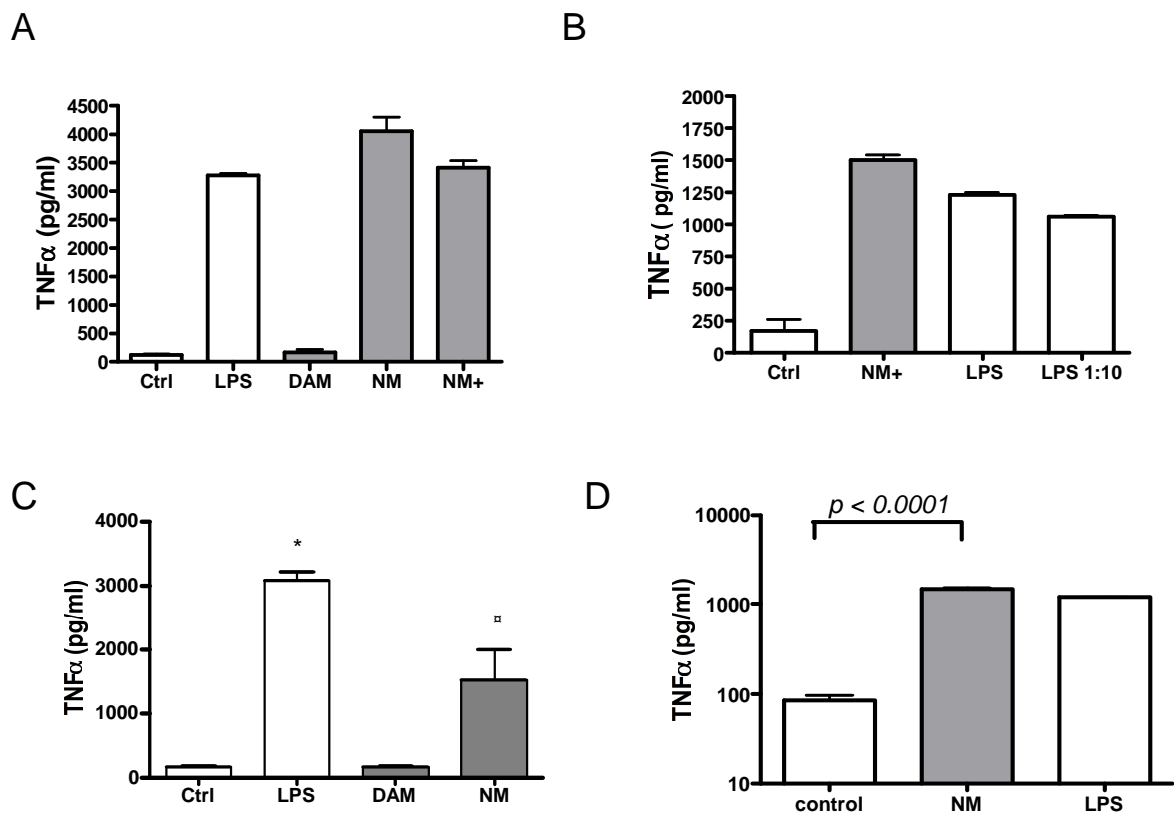 A
TNFα (pg/ml)
4500
4000
3500
3000
2500
2000
1500
1000
500
0
Ctrl LPS DAM NM NM+
B
TNFα ( pg/ml)
2000
1750
1500
1250
1000
750
500
250
0
Ctrl NM+ LPS LPS 1:10
C
TNFα (pg/ml)
4000
3000
2000
1000
0
*
¤
Ctrl LPS DAM NM
D
TNFα (pg/ml)
10000
1000
100
10
p < 0.0001
control NM LPS